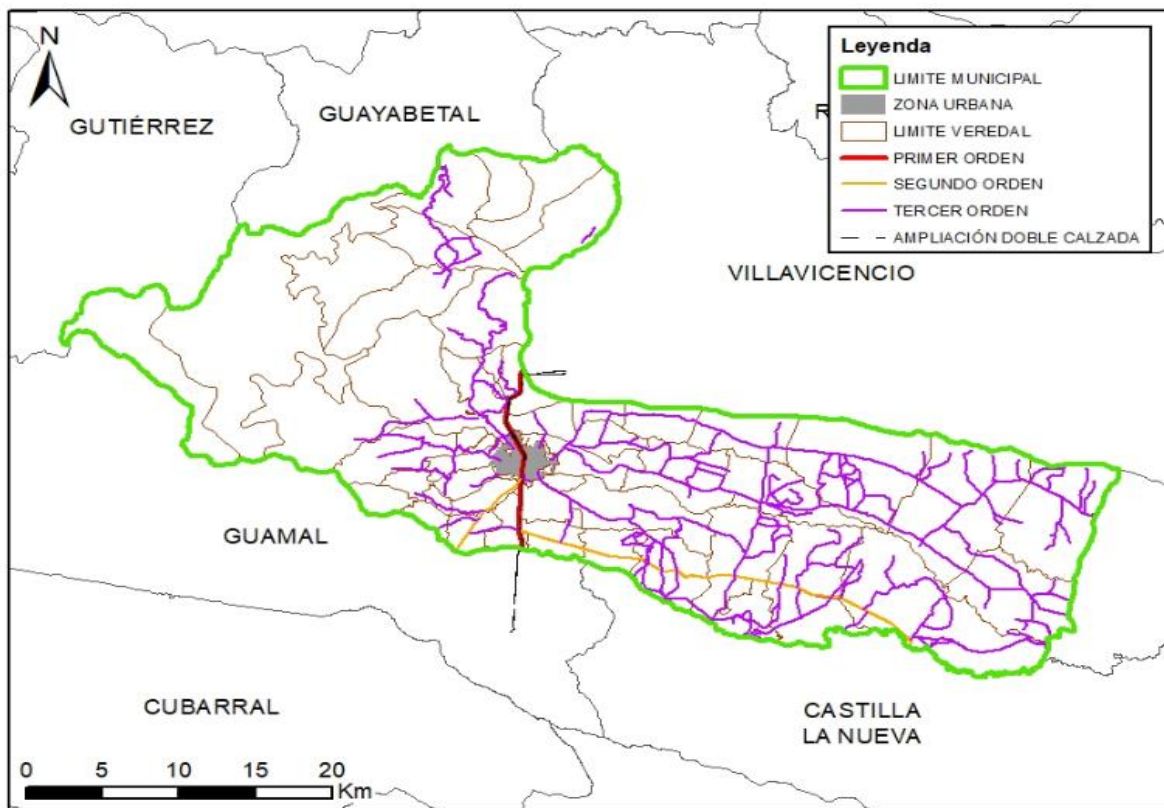 N
GUTIÉRREZ
GUAYABETAL
R
Leyenda
LIMITE MUNICIPAL
ZONA URBANA
LIMITE VEREDAL
PRIMER ORDEN
SEGUNDO ORDEN
TERCER ORDEN
AMPLIACIÓN DOBLE CALZADA
VILLAVICENCIO
GUAMAL
CUBARRAL
CASTILLA
LA NUEVA
0 5 10 15 20
Km